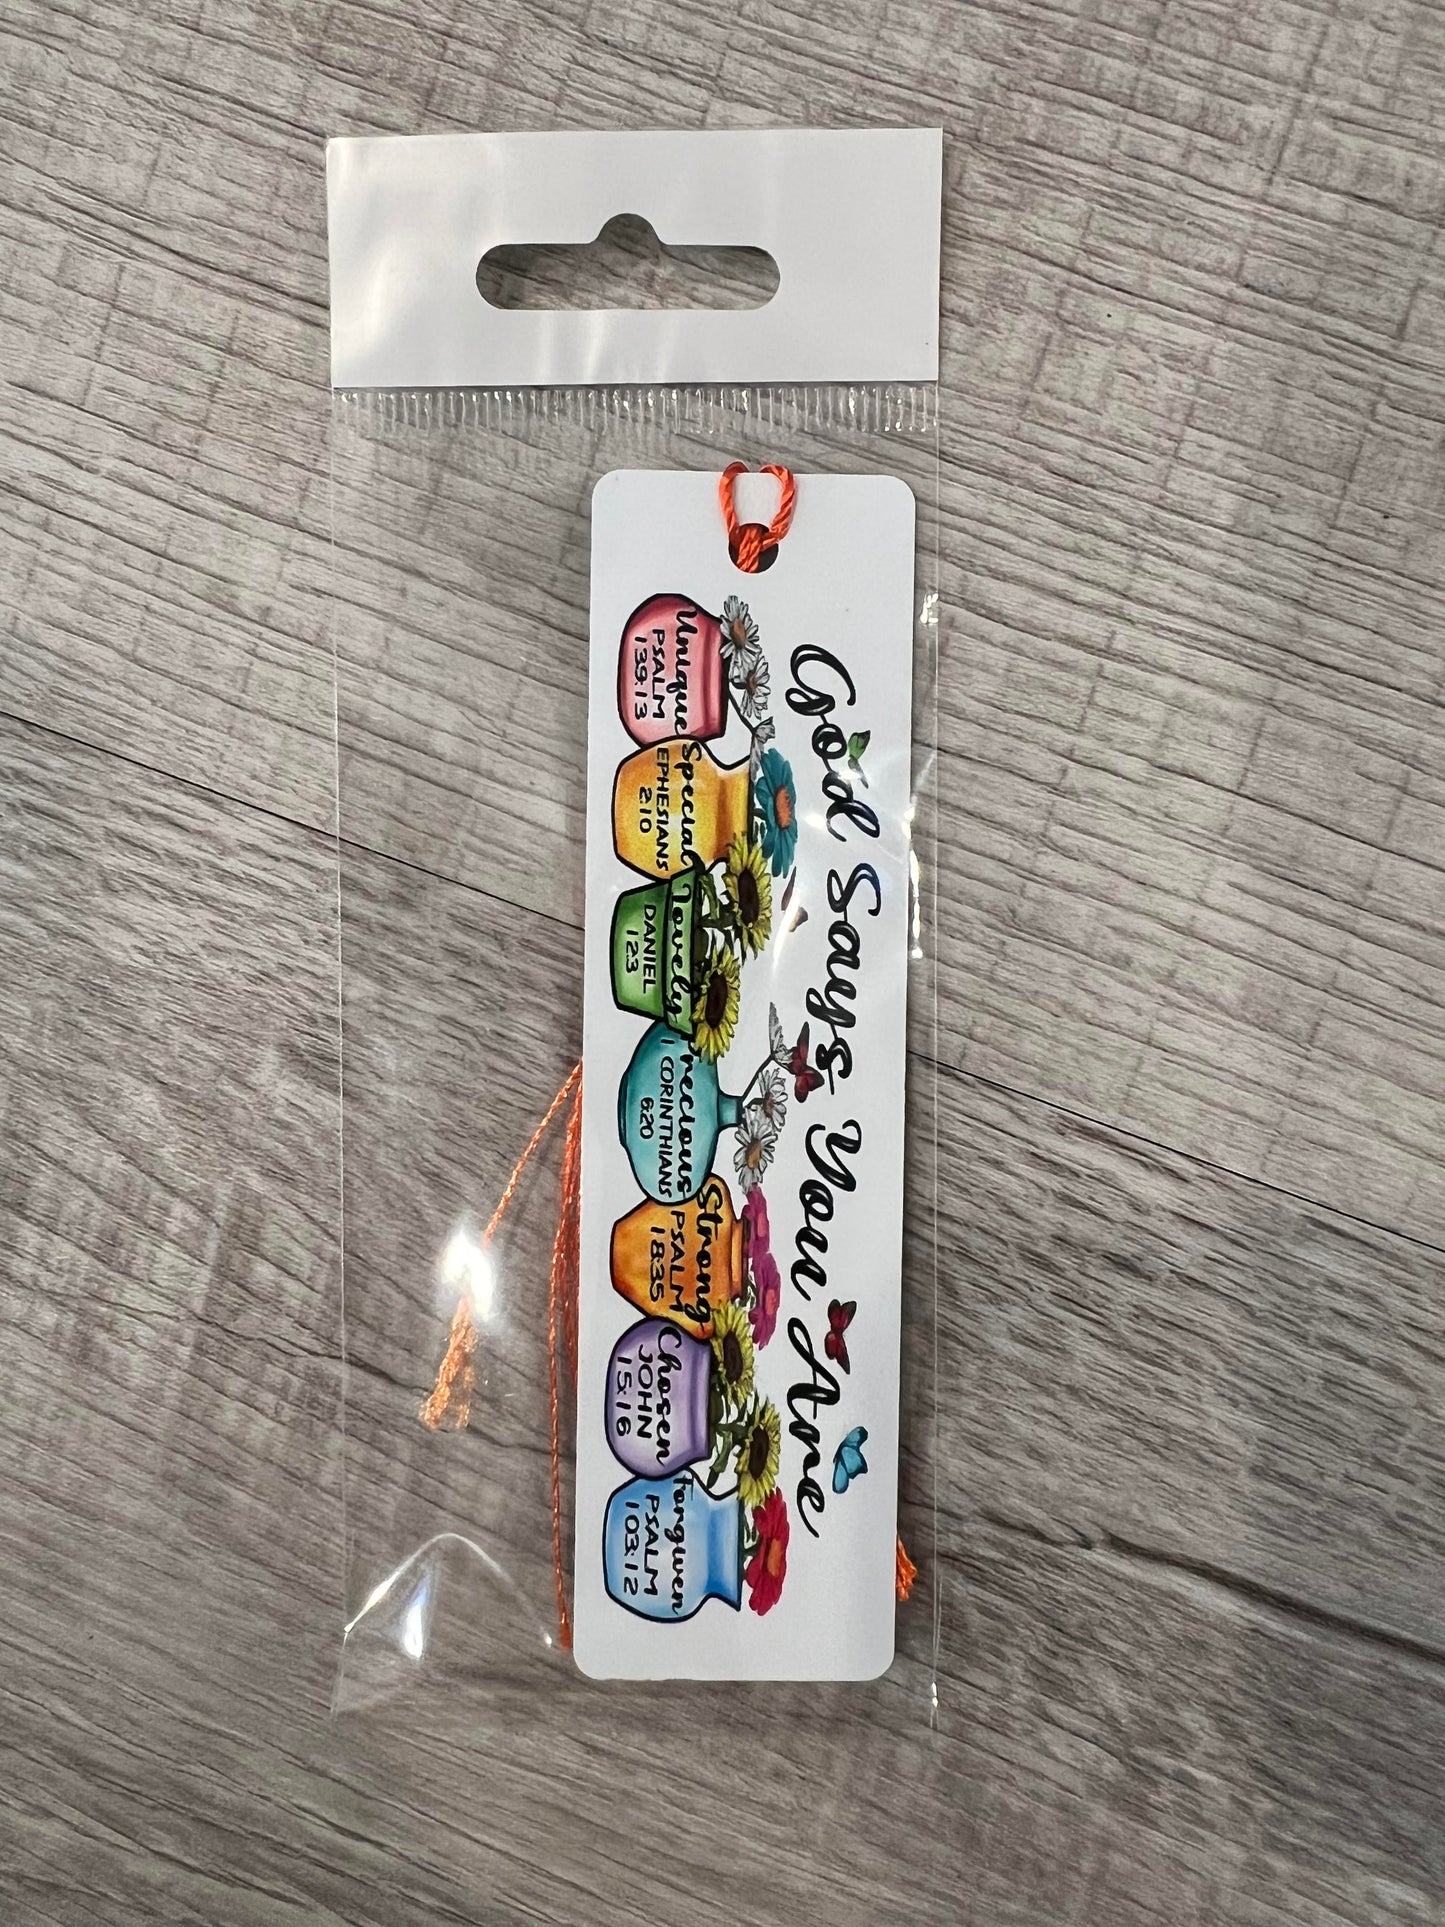 God Says You Are
Unique
PSALM
139:13
Special
EPHESIANS
2:10
Lovely
DANIEL
12:3
Precious
1 CORINTHIANS
6:20
Strong
PSALM
18:35
Chosen
JOHN
15:16
Forgiven
PSALM
103:12